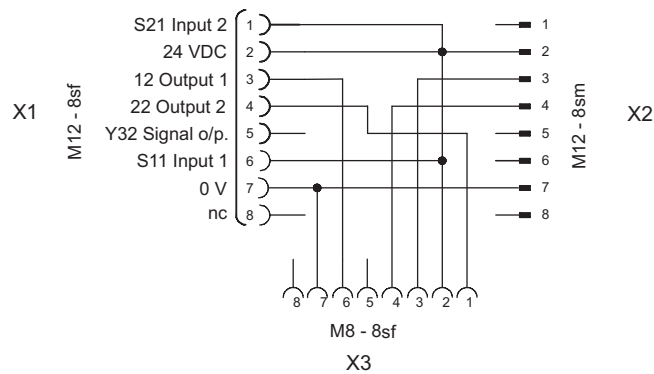 S21 Input 2 1 1
24 VDC 2 2
12 Output 1 3 3
22 Output 2 4 4
Y32 Signal o/p. 5 5
S11 Input 1 6 6
0 V 7 7
nc 8 8
X1
M12 - 8sf
M12 - 8sm
X2
8 7 6 5 4 3 2 1
M8 - 8sf
X3